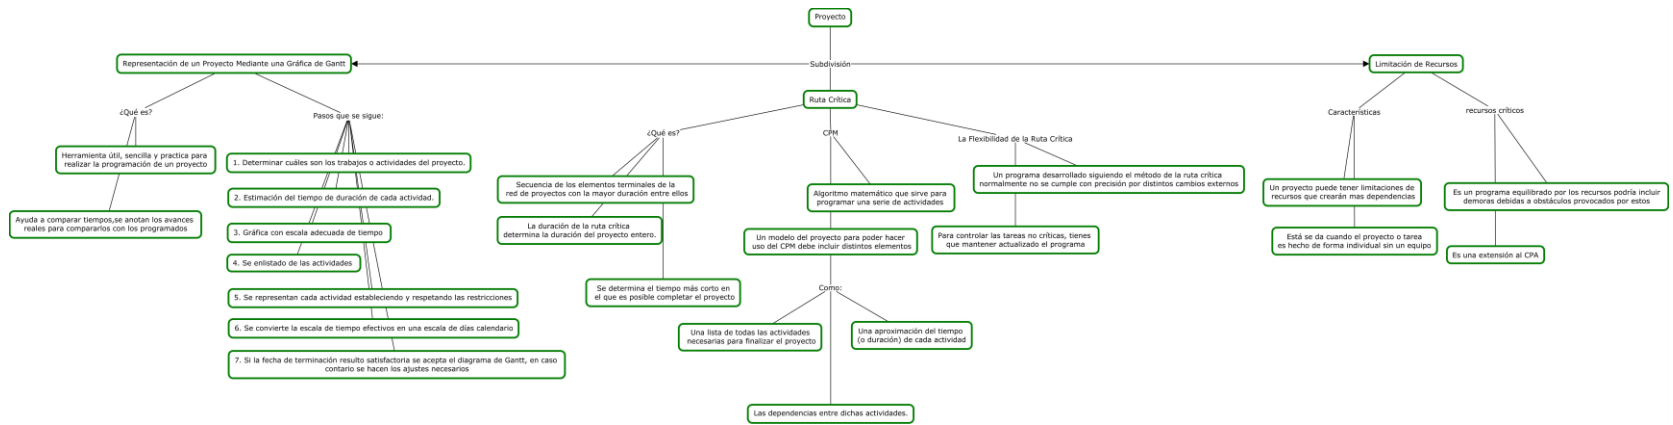 Proyecto
Subdivisión
Representación de un Proyecto Mediante una Gráfica de Gantt
¿Qué es?
Herramienta útil, sencilla y practica para
realizar la programación de un proyecto
Ayuda a comparar tiempos,se anotan los avances
reales para compararlos con los programados
Pasos que se sigue:
1. Determinar cuáles son los trabajos o actividades del proyecto.
2. Estimación del tiempo de duración de cada actividad.
3. Gráfica con escala adecuada de tiempo
4. Se enlistado de las actividades
5. Se representan cada actividad estableciendo y respetando las restricciones
6. Se convierte la escala de tiempo efectivos en una escala de días calendario
7. Si la fecha de terminación resulto satisfactoria se acepta el diagrama de Gantt, en caso
contario se hacen los ajustes necesarios
Ruta Crítica
¿Qué es?
Secuencia de los elementos terminales de la
red de proyectos con la mayor duración entre ellos
La duración de la ruta crítica
determina la duración del proyecto entero.
Se determina el tiempo más corto en
el que es posible completar el proyecto
CPM
Algoritmo matemático que sirve para
programar una serie de actividades
Un modelo del proyecto para poder hacer
uso del CPM debe incluir distintos elementos
Como:
Una lista de todas las actividades
necesarias para finalizar el proyecto
Una aproximación del tiempo
(o duración) de cada actividad
Las dependencias entre dichas actividades.
La Flexibilidad de la Ruta Crítica
Un programa desarrollado siguiendo el método de la ruta crítica
normalmente no se cumple con precisión por distintos cambios externos
Para controlar las tareas no críticas, tienes
que mantener actualizado el programa
Limitación de Recursos
Características
Un proyecto puede tener limitaciones de
recursos que crearán mas dependencias
Está se da cuando el proyecto o tarea
es hecho de forma individual sin un equipo
recursos críticos
Es un programa equilibrado por los recursos podría incluir
demoras debidas a obstáculos provocados por estos
Es una extensión al CPA